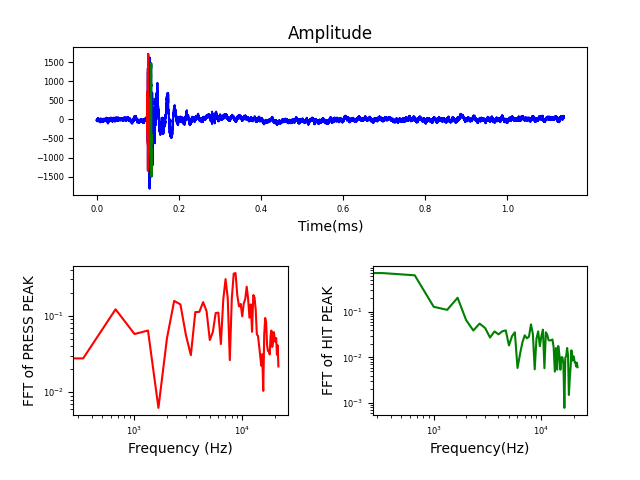 Amplitude
1500
1000
500
0
−500
−1000
−1500
0.0 0.2 0.4 0.6 0.8 1.0
Time(ms)
FFT of PRESS PEAK
10⁻¹
10⁻²
10³ 10⁴
Frequency (Hz)
FFT of HIT PEAK
10⁻¹
10⁻²
10⁻³
10³ 10⁴
Frequency(Hz)